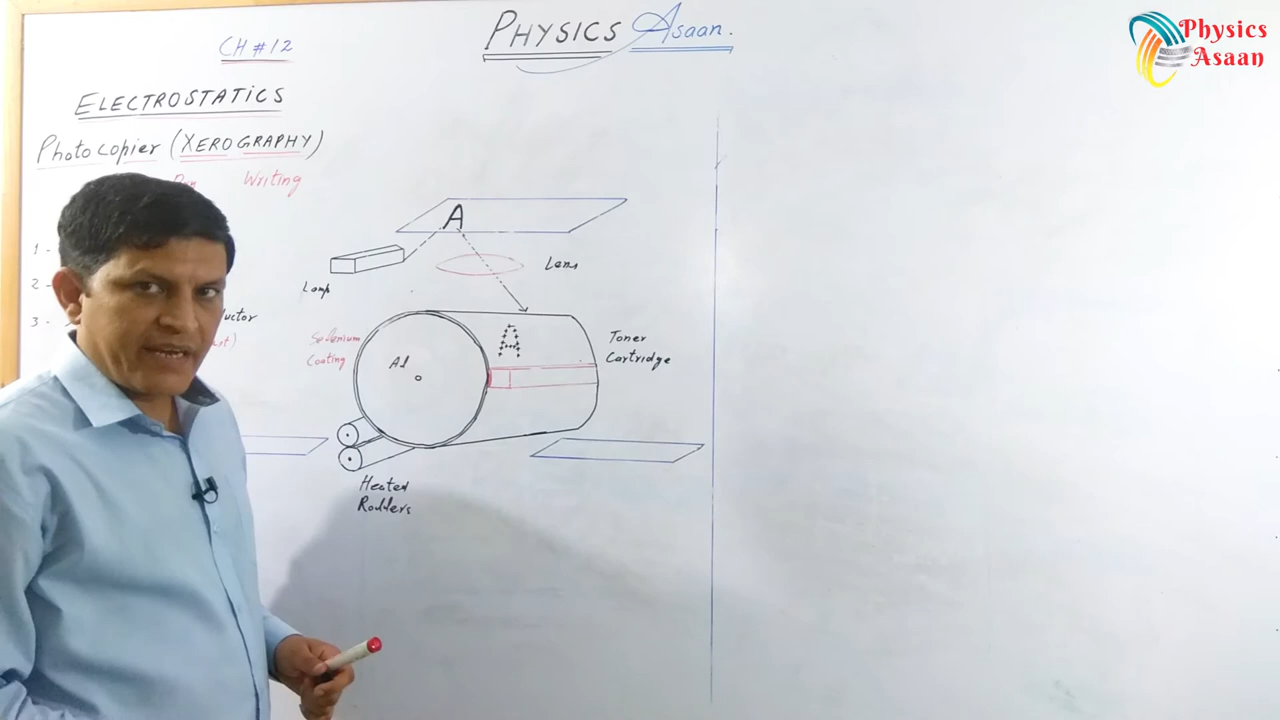 PHYSICS Asaan.
Physics
Asaan
CH # 12
ELECTROSTATICS
Photocopier (XEROGRAPHY)
Writing
1 -
2 -
3 -
A
Lens
Lamp
Selenium
Coating
Al
A
Toner
Cartridge
Heated
Rodders